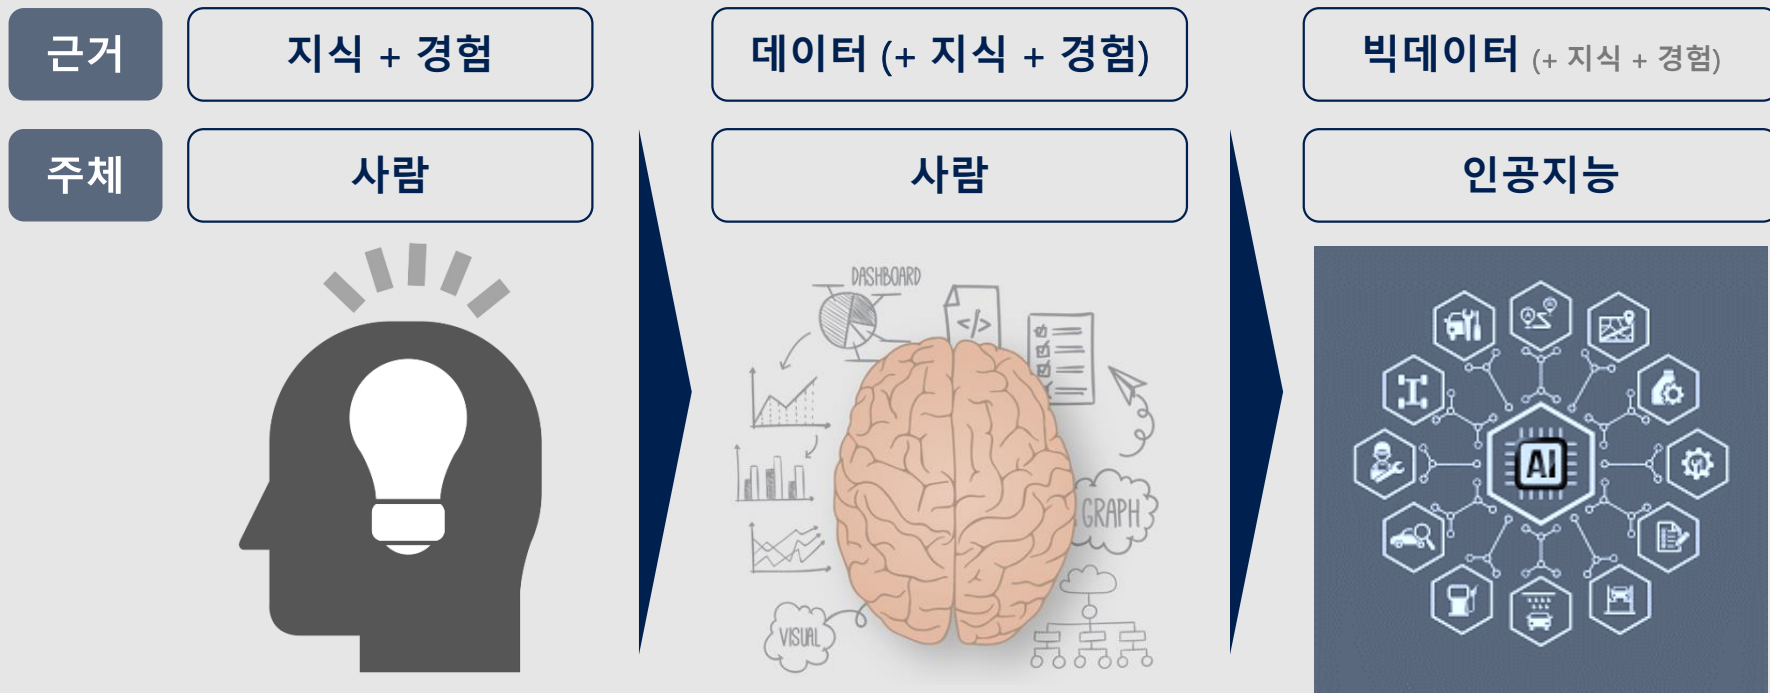 근거
지식 + 경험
데이터 (+ 지식 + 경험)
빅데이터 (+ 지식 + 경험)
주체
사람
사람
인공지능
DASHBOARD
</>
GRAPH
VISUAL
AI